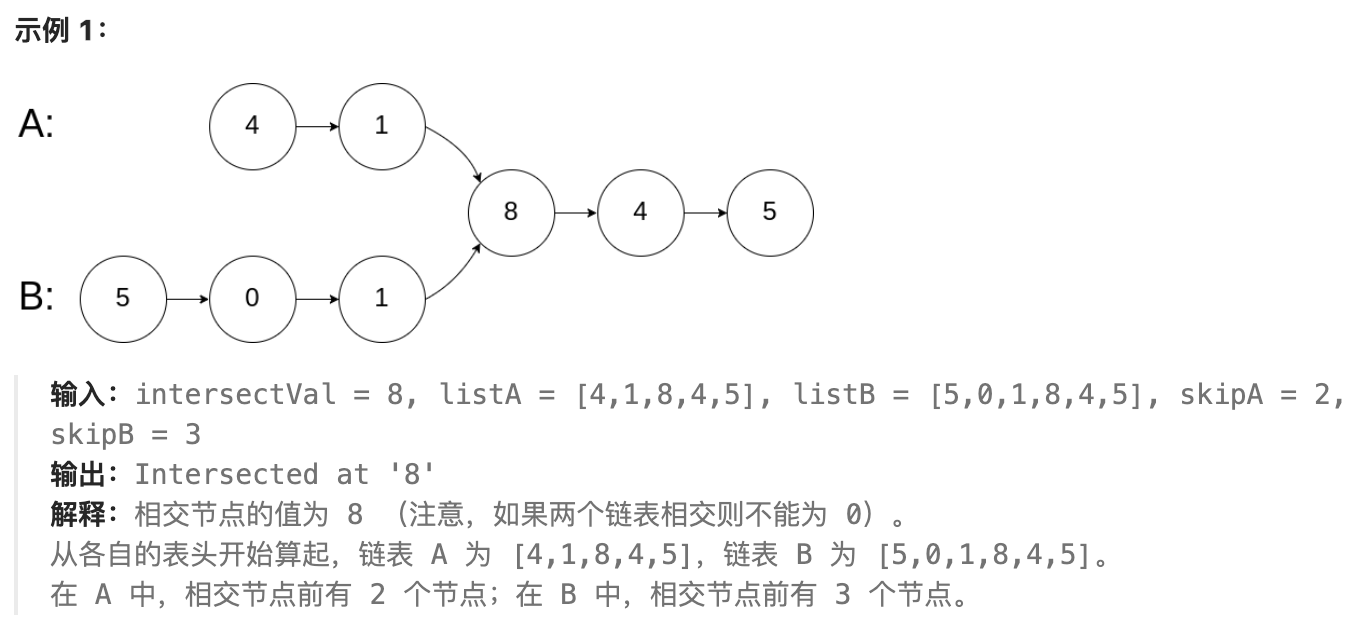 示例 1：
A:
4 1
8 4 5
B:
5 0 1
输入：intersectVal = 8, listA = [4,1,8,4,5], listB = [5,0,1,8,4,5], skipA = 2,
skipB = 3
输出：Intersected at '8'
解释：相交节点的值为 8 （注意，如果两个链表相交则不能为 0）。
从各自的表头开始算起，链表 A 为 [4,1,8,4,5]，链表 B 为 [5,0,1,8,4,5]。
在 A 中，相交节点前有 2 个节点；在 B 中，相交节点前有 3 个节点。